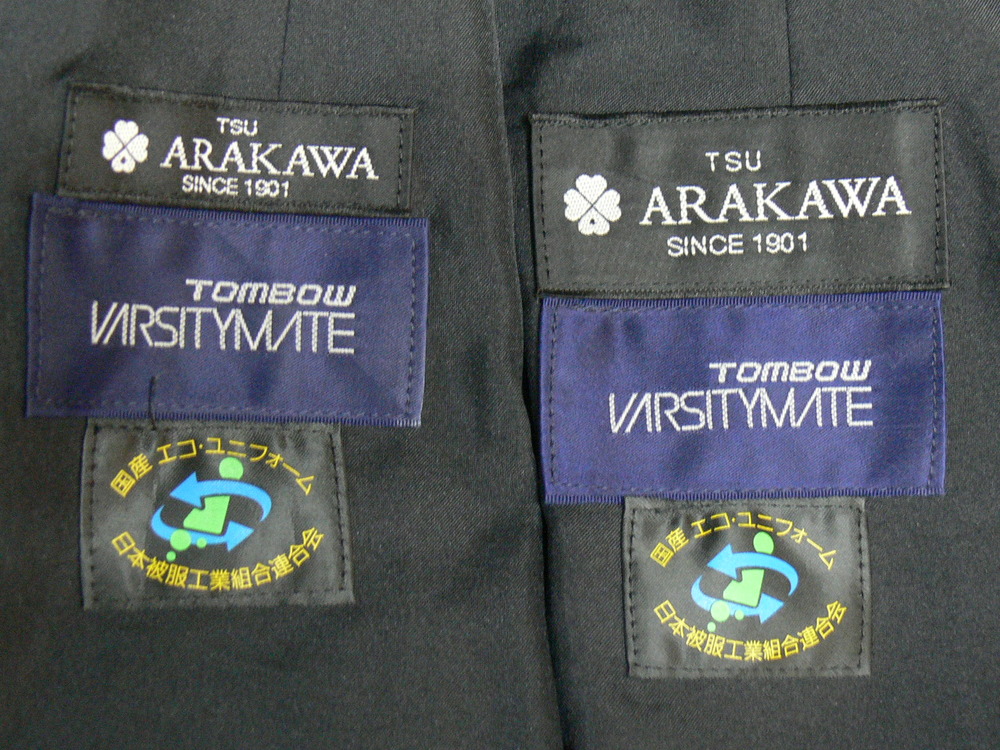 TSU
ARAKAWA
SINCE 1901
TOMBOW
VARSITYMATE
国産 エコ・ユニフォーム
日本被服工業組合連合会
TSU
ARAKAWA
SINCE 1901
TOMBOW
VARSITYMATE
国産 エコ・ユニフォーム
日本被服工業組合連合会